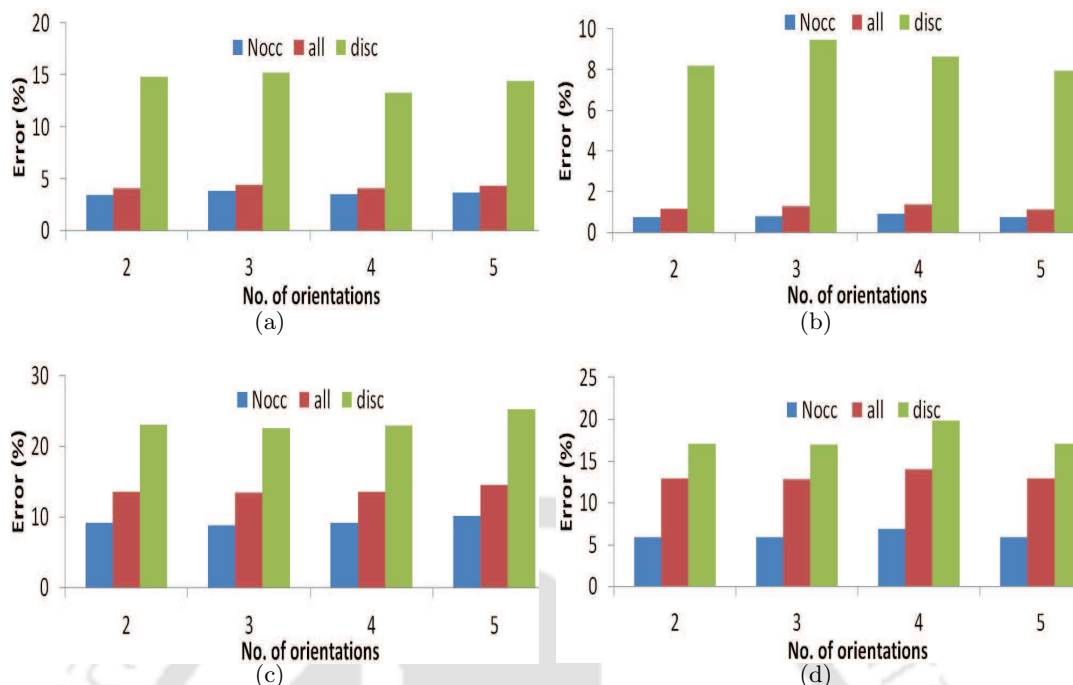 20
15
10
5
0
Error (%)
Nocc all disc
2 3 4 5
No. of orientations
(a)
10
8
6
4
2
0
Error (%)
Nocc all disc
2 3 4 5
No. of orientations
(b)
30
20
10
0
Error (%)
Nocc all disc
2 3 4 5
No. of orientations
(c)
25
20
15
10
5
0
Error (%)
Nocc all disc
2 3 4 5
No. of orientations
(d)